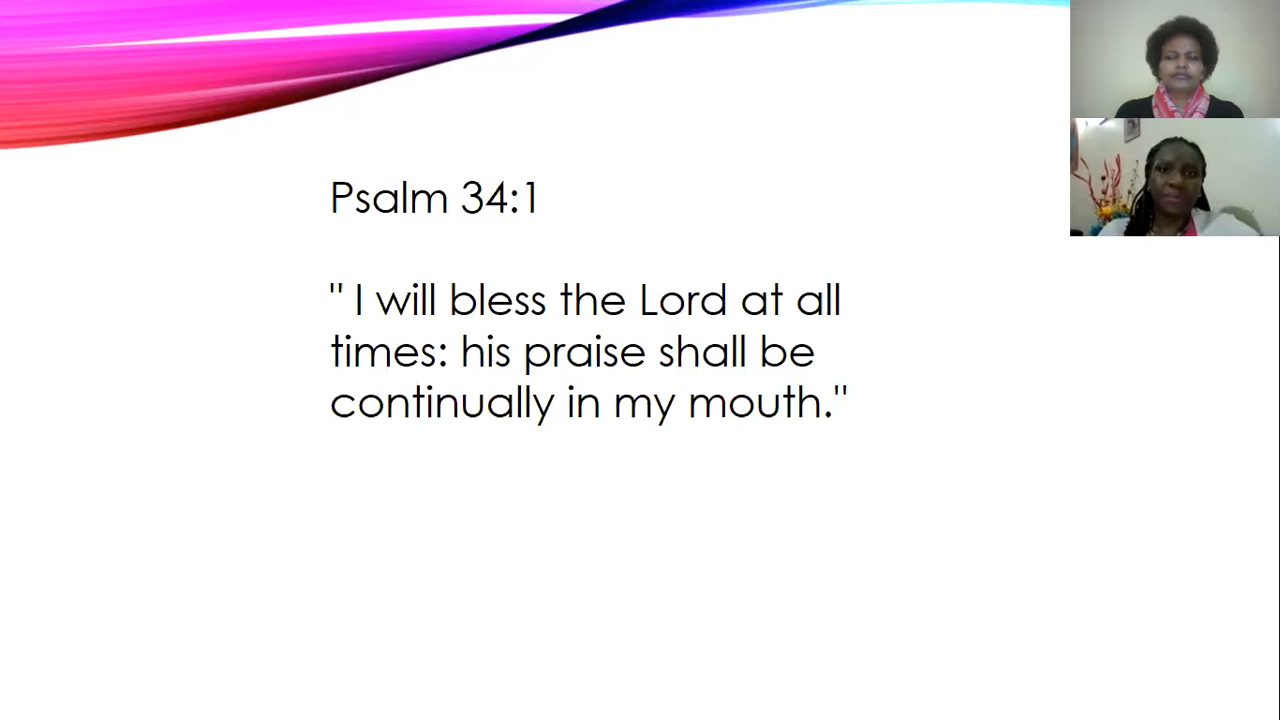 Psalm 34:1
" I will bless the Lord at all
times: his praise shall be
continually in my mouth."